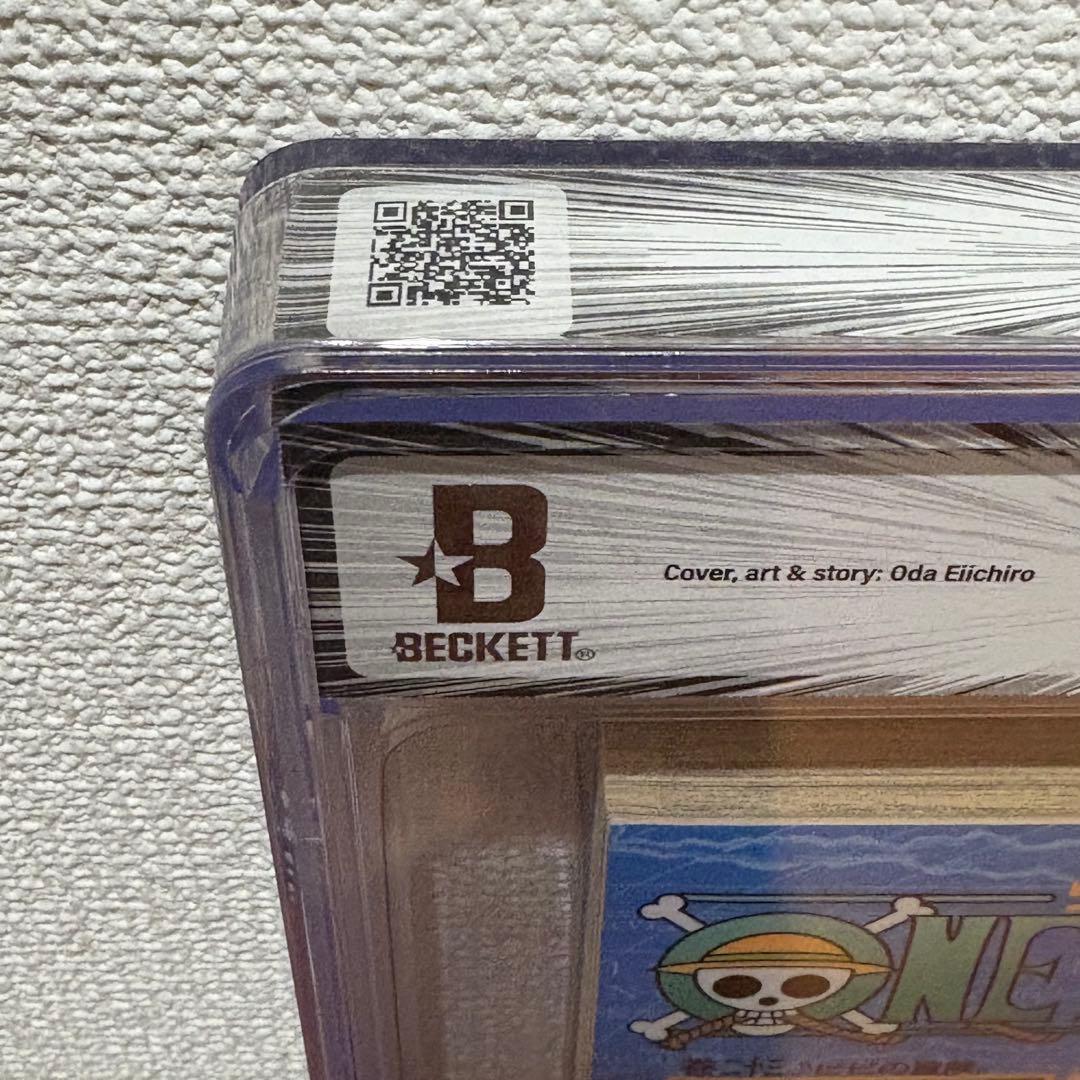 B
BECKETT®
Cover, art & story: Oda Eiichiro
ONE